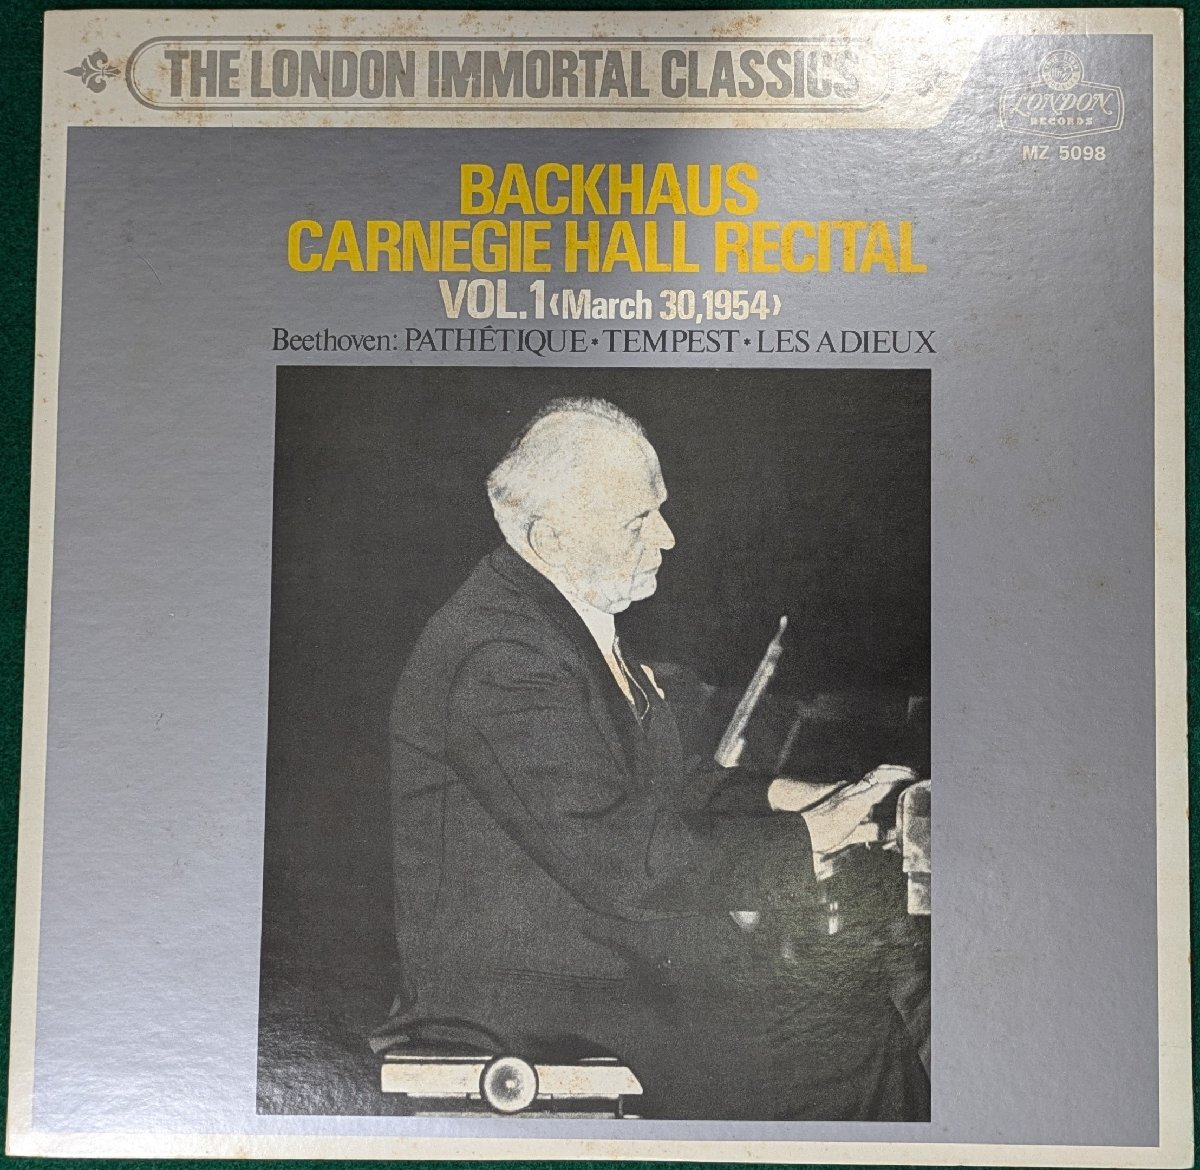 THE LONDON IMMORTAL CLASSICS
LONDON
RECORDS
MZ 5098
BACKHAUS
CARNEGIE HALL RECITAL
VOL.1‹March 30,1954›
Beethoven: PATHÉTIQUE*TEMPEST*LES ADIEUX